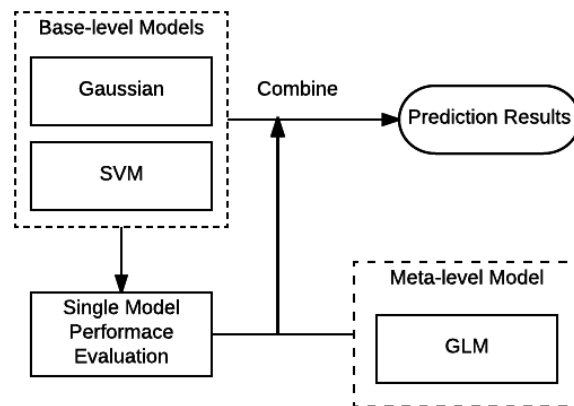 Base-level Models
Gaussian
Combine
Prediction Results
SVM
Single Model
Performace
Evaluation
Meta-level Model
GLM